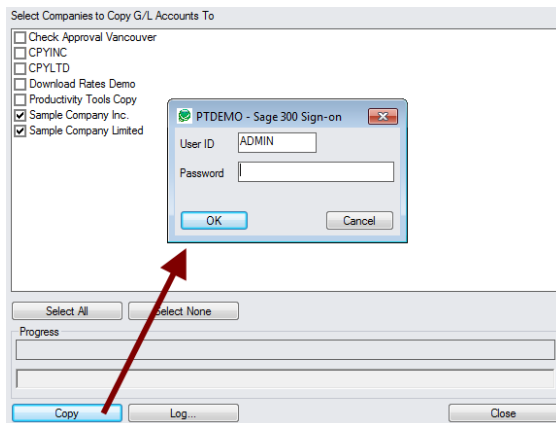 Select Companies to Copy G/L Accounts To
Check Approval Vancouver
CPYINC
CPYLTD
Download Rates Demo
Productivity Tools Copy
Sample Company Inc.
Sample Company Limited
PTDEMO - Sage 300 Sign-on
User ID ADMIN
Password
OK Cancel
Select All Select None
Progress
Copy Log... Close